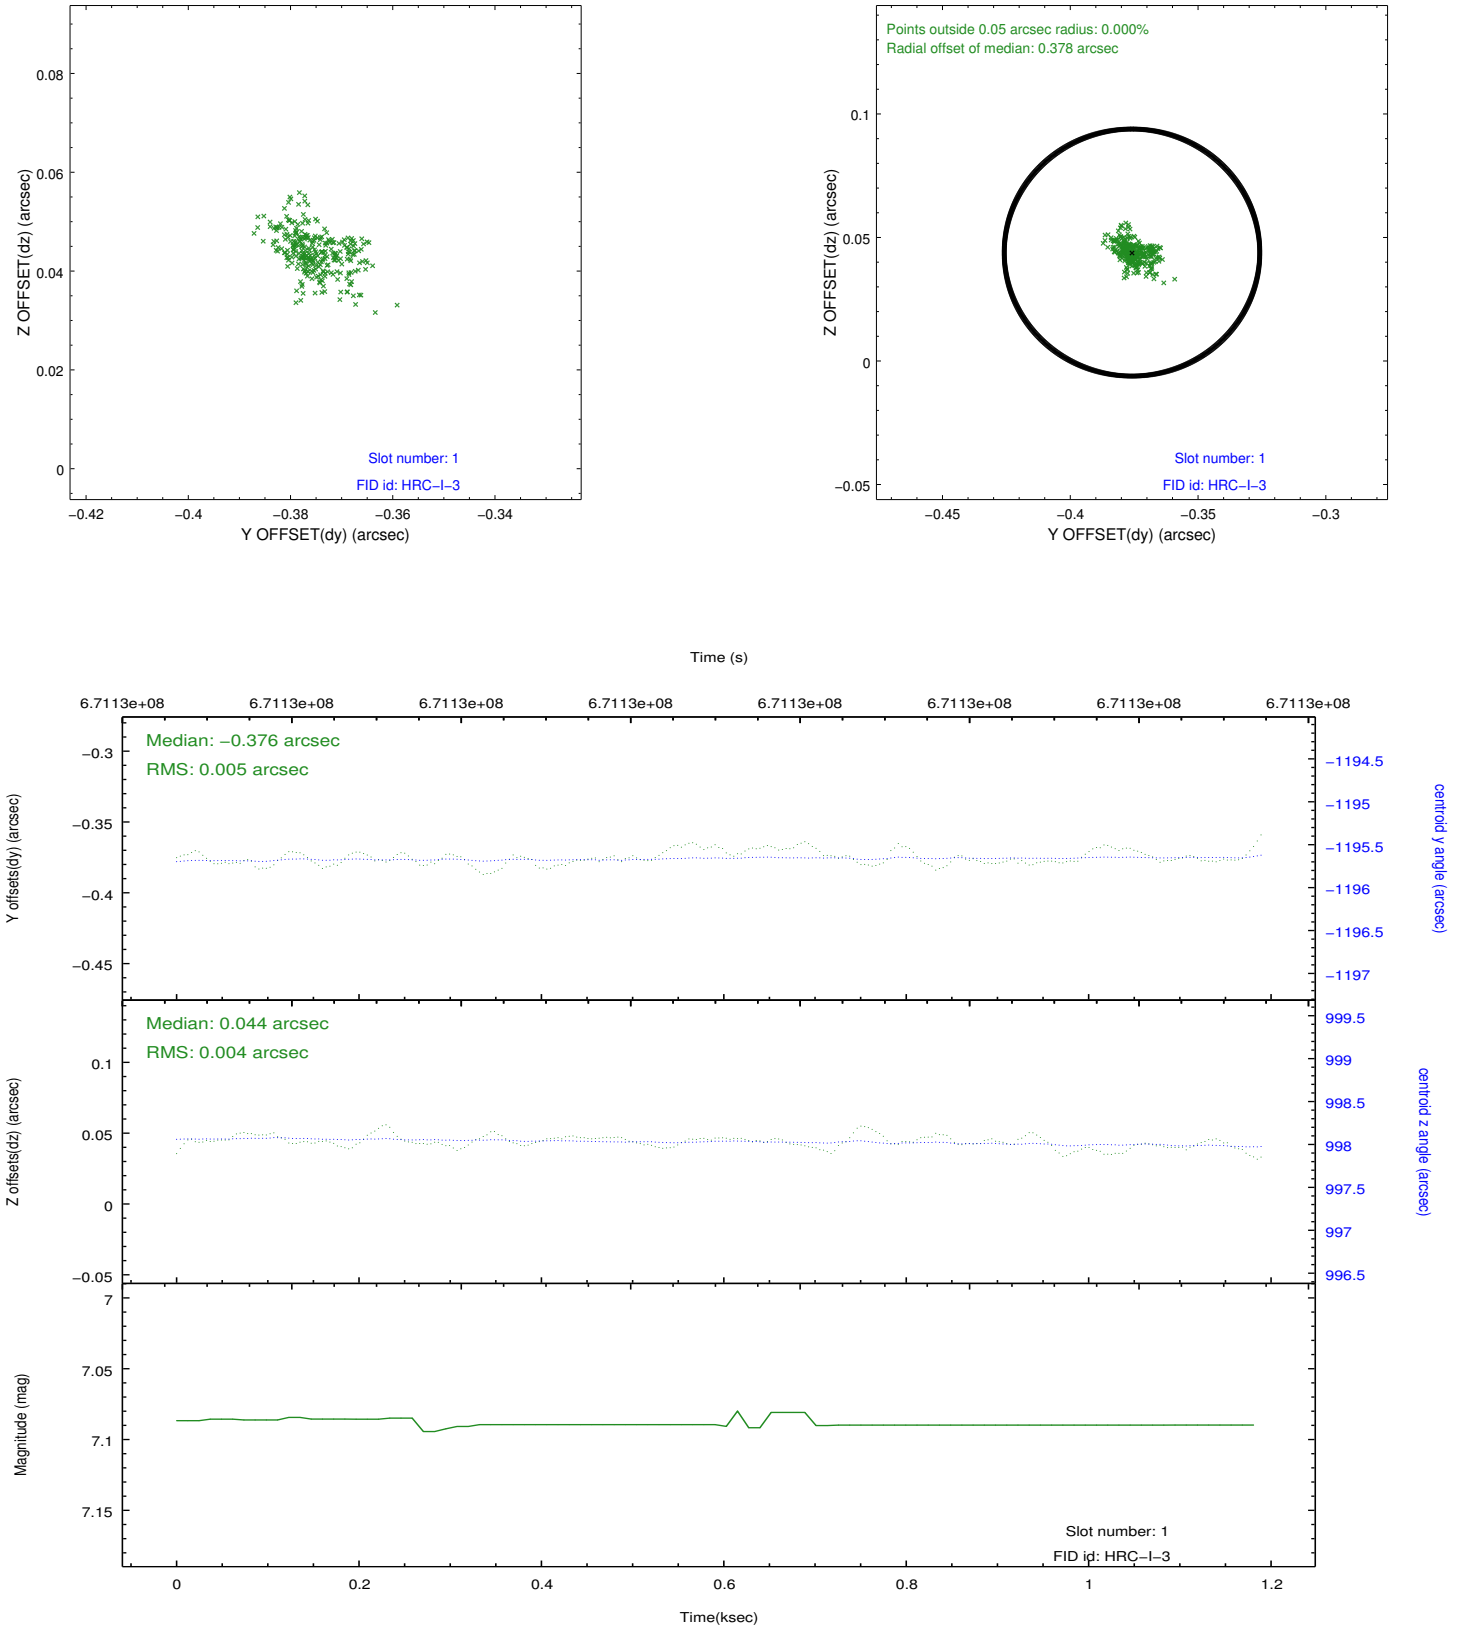 0.08
0.06
0.04
0.02
0
Z OFFSET(dz) (arcsec)
Slot number: 1
FID id: HRC−I−3
−0.42
−0.4
−0.38
−0.36
−0.34
Y OFFSET(dy) (arcsec)
Points outside 0.05 arcsec radius: 0.000%
Radial offset of median: 0.378 arcsec
0.1
0.05
0
−0.05
Z OFFSET(dz) (arcsec)
Slot number: 1
FID id: HRC−I−3
−0.45
−0.4
−0.35
−0.3
Y OFFSET(dy) (arcsec)
Time (s)
6.7113e+08 6.7113e+08 6.7113e+08 6.7113e+08 6.7113e+08 6.7113e+08 6.7113e+08 6.7113e+08
Median: −0.376 arcsec
RMS: 0.005 arcsec
−0.3
−0.35
−0.4
−0.45
Y offsets(dy) (arcsec)
−1194.5
−1195
−1195.5
−1196
−1196.5
−1197
centroid y angle (arcsec)
Median: 0.044 arcsec
RMS: 0.004 arcsec
0.1
0.05
0
−0.05
Z offsets(dz) (arcsec)
999.5
999
998.5
998
997.5
997
996.5
centroid z angle (arcsec)
7
7.05
7.1
7.15
Magnitude (mag)
Slot number: 1
FID id: HRC−I−3
0 0.2 0.4 0.6 0.8 1 1.2
Time(ksec)